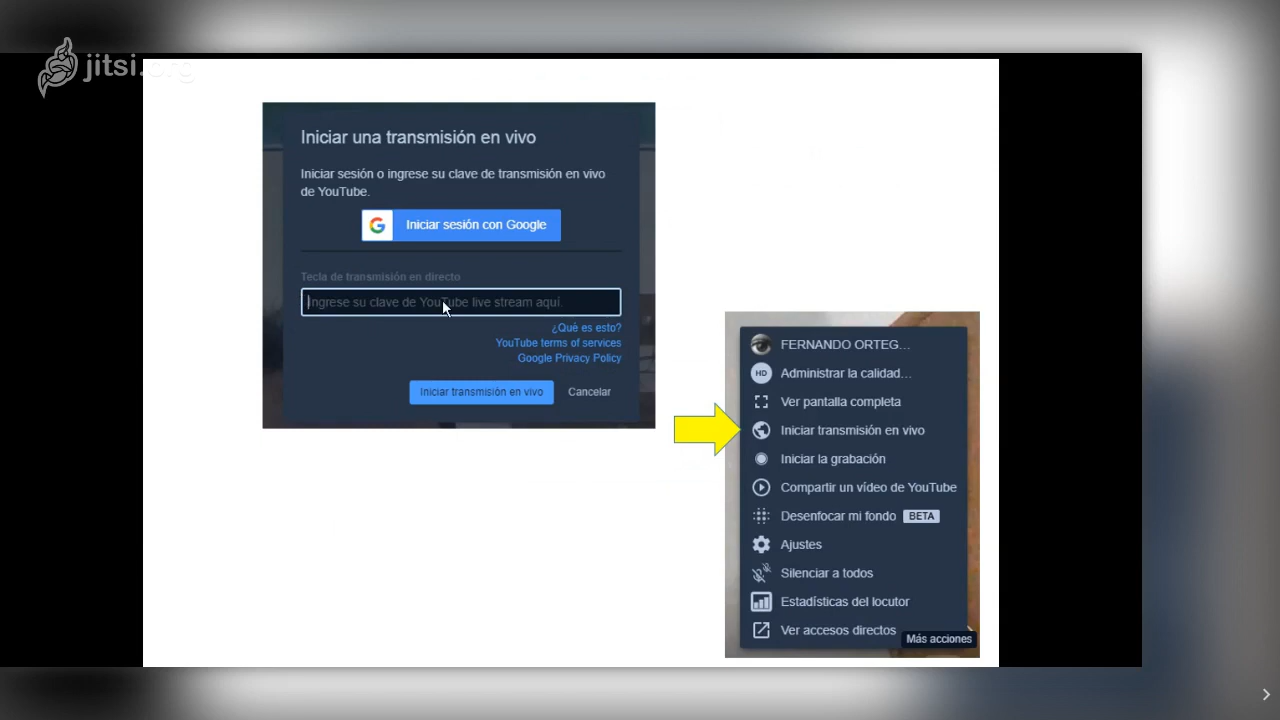 jitsi.org
Iniciar una transmisión en vivo
Iniciar sesión o ingrese su clave de transmisión en vivo
de YouTube.
Iniciar sesión con Google
Tecla de transmisión en directo
Ingrese su clave de YouTube live stream aquí.
¿Qué es esto?
YouTube terms of services
Google Privacy Policy
Iniciar transmisión en vivo
Cancelar
FERNANDO ORTEG...
HD
Administrar la calidad...
Ver pantalla completa
Iniciar transmisión en vivo
Iniciar la grabación
Compartir un vídeo de YouTube
Desenfocar mi fondo BETA
Ajustes
Silenciar a todos
Estadísticas del locutor
Ver accesos directos
Más acciones